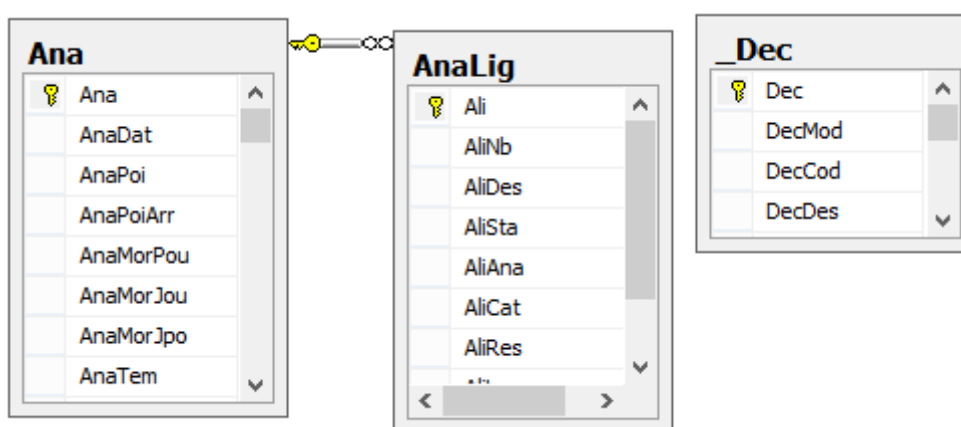 Ana
Ana
AnaDat
AnaPoi
AnaPoiArr
AnaMorPou
AnaMorJou
AnaMorJpo
AnaTem
AnaLig
Ali
AliNb
AliDes
AliSta
AliAna
AliCat
AliRes
_Dec
Dec
DecMod
DecCod
DecDes